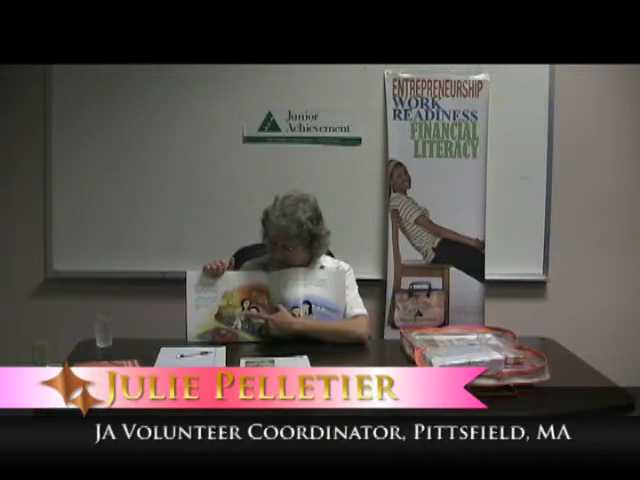 ENTREPRENEURSHIP
WORK
READINESS
FINANCIAL
LITERACY
Junior
Achievement
JULIE PELLETIER
JA VOLUNTEER COORDINATOR, PITTSFIELD, MA